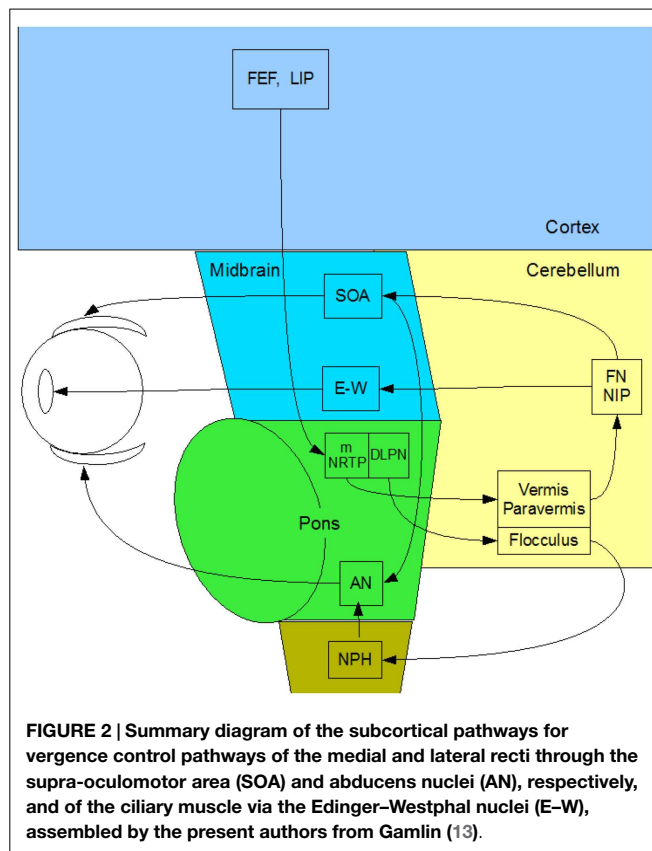 FEF, LIP
Cortex
Midbrain
Cerebellum
SOA
E-W
FN
NIP
m
NRTP
DLPN
Vermis
Paravermis
Flocculus
Pons
AN
NPH
FIGURE 2 | Summary diagram of the subcortical pathways for
vergence control pathways of the medial and lateral recti through the
supra-oculomotor area (SOA) and abducens nuclei (AN), respectively,
and of the ciliary muscle via the Edinger–Westphal nuclei (E–W),
assembled by the present authors from Gamlin (13).